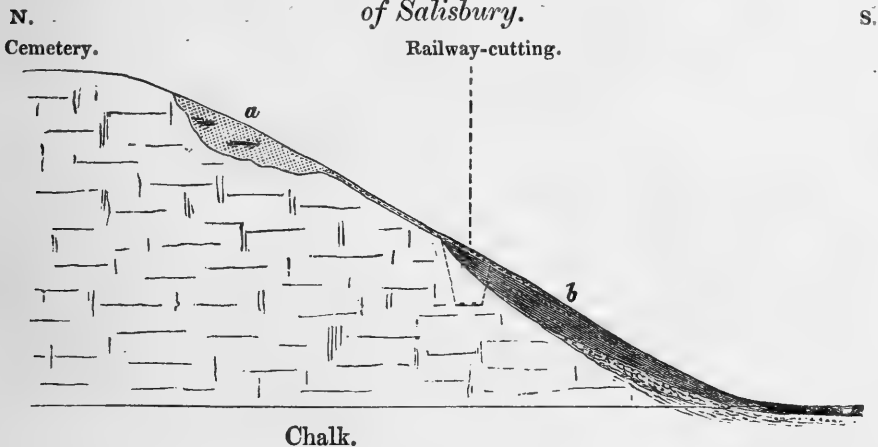 of Salisbury.
N.
S.
Cemetery.
Railway-cutting.
a
b
Chalk.